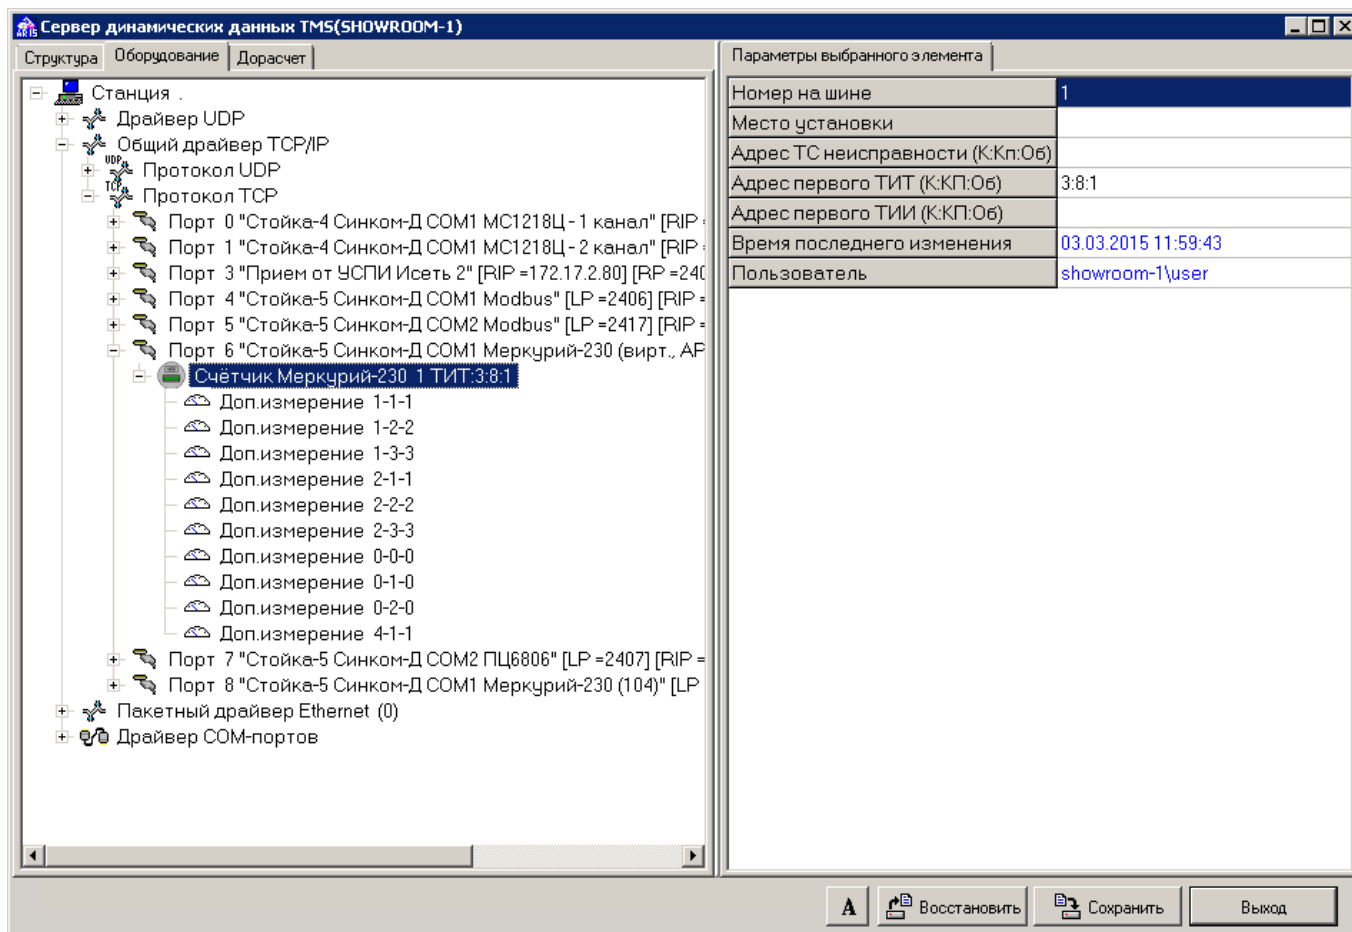 Сервер динамических данных TMS(SHOWROOM-1)
Структура Оборудование Дорасчет
Станция .
Драйвер UDP
Общий драйвер TCP/IP
UDP Протокол UDP
TCP Протокол TCP
Порт 0 "Стойка-4 Синком-Д COM1 МС1218Ц - 1 канал" [RIP =
Порт 1 "Стойка-4 Синком-Д COM1 МС1218Ц - 2 канал" [RIP =
Порт 3 "Прием от УСПИ Исеть 2" [RIP =172.17.2.80] [RP =240
Порт 4 "Стойка-5 Синком-Д COM1 Modbus" [LP =2406] [RIP =
Порт 5 "Стойка-5 Синком-Д COM2 Modbus" [LP =2417] [RIP =
Порт 6 "Стойка-5 Синком-Д COM1 Меркурий-230 (вирт., АР
Счётчик Меркурий-230 1 ТИТ:3:8:1
Доп.измерение 1-1-1
Доп.измерение 1-2-2
Доп.измерение 1-3-3
Доп.измерение 2-1-1
Доп.измерение 2-2-2
Доп.измерение 2-3-3
Доп.измерение 0-0-0
Доп.измерение 0-1-0
Доп.измерение 0-2-0
Доп.измерение 4-1-1
Порт 7 "Стойка-5 Синком-Д COM2 ПЦ6806" [LP =2407] [RIP =
Порт 8 "Стойка-5 Синком-Д COM1 Меркурий-230 (104)" [LP
Пакетный драйвер Ethernet (0)
Драйвер COM-портов
Параметры выбранного элемента
Номер на шине 1
Место установки
Адрес ТС неисправности (К:Кп:Об)
Адрес первого ТИТ (К:КП:Об) 3:8:1
Адрес первого ТИИ (К:КП:Об)
Время последнего изменения 03.03.2015 11:59:43
Пользователь showroom-1\user
A Восстановить Сохранить Выход